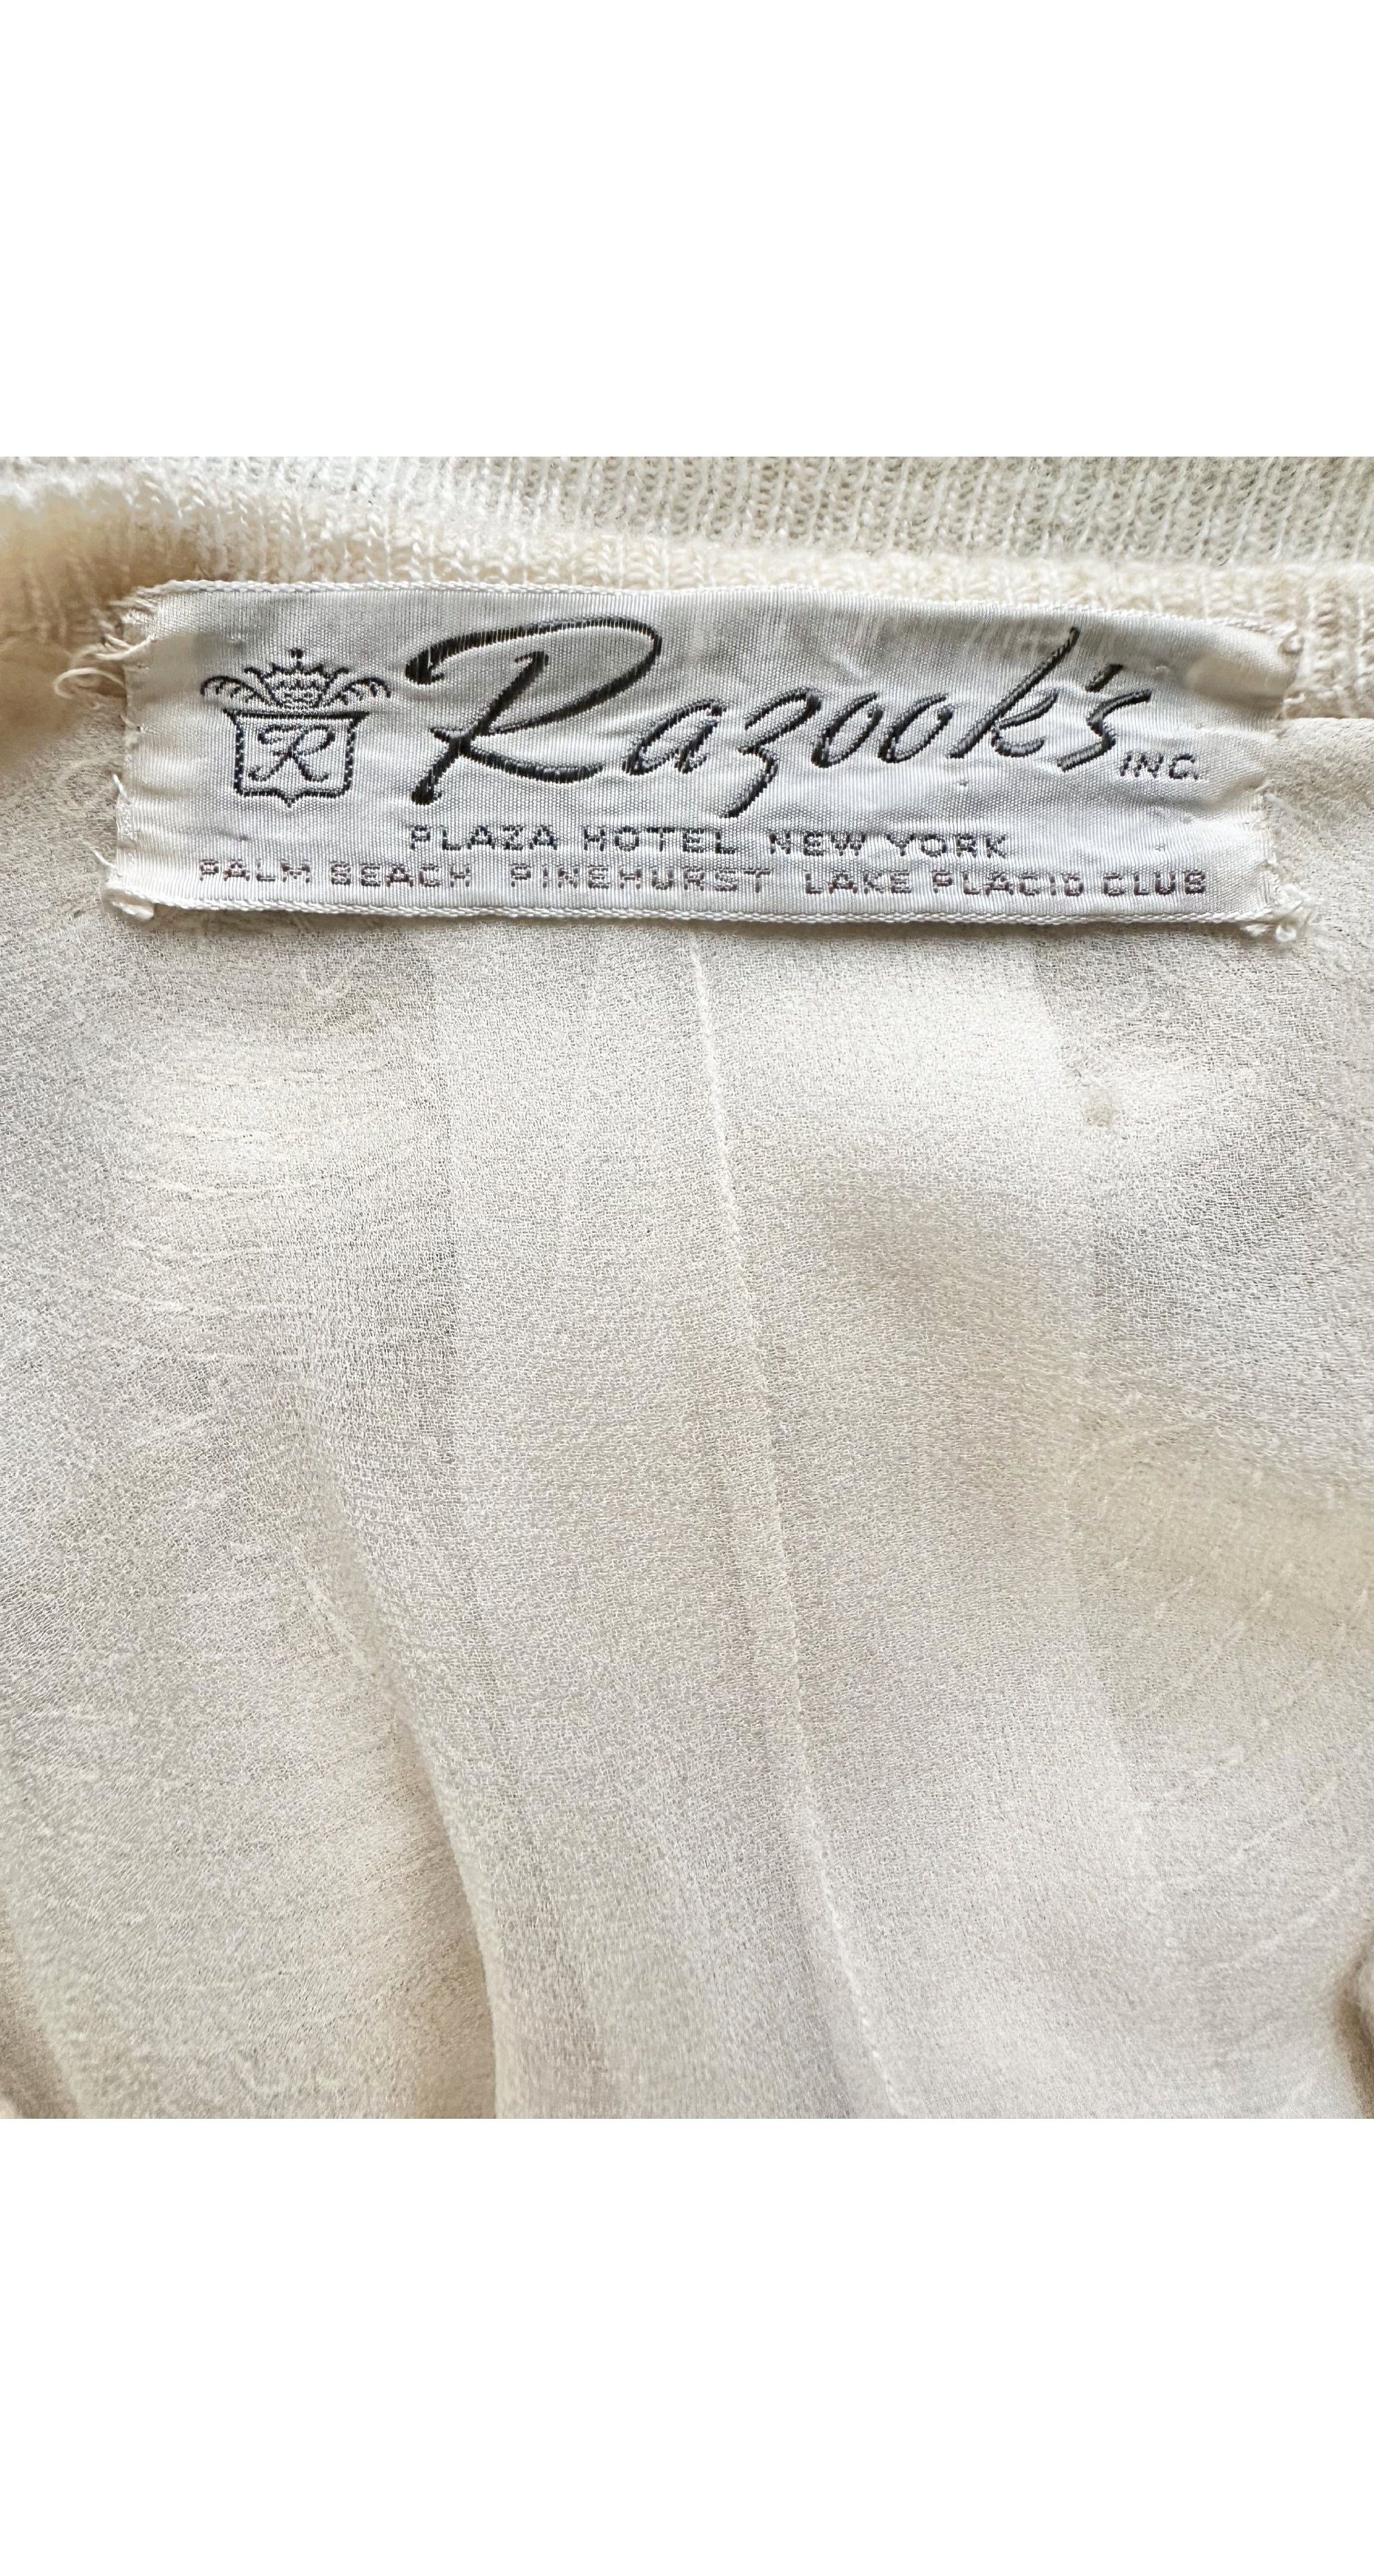 R
Razook's INC.
PLAZA HOTEL NEW YORK
PALM BEACH PINEHURST LAKE PLACID CLUB